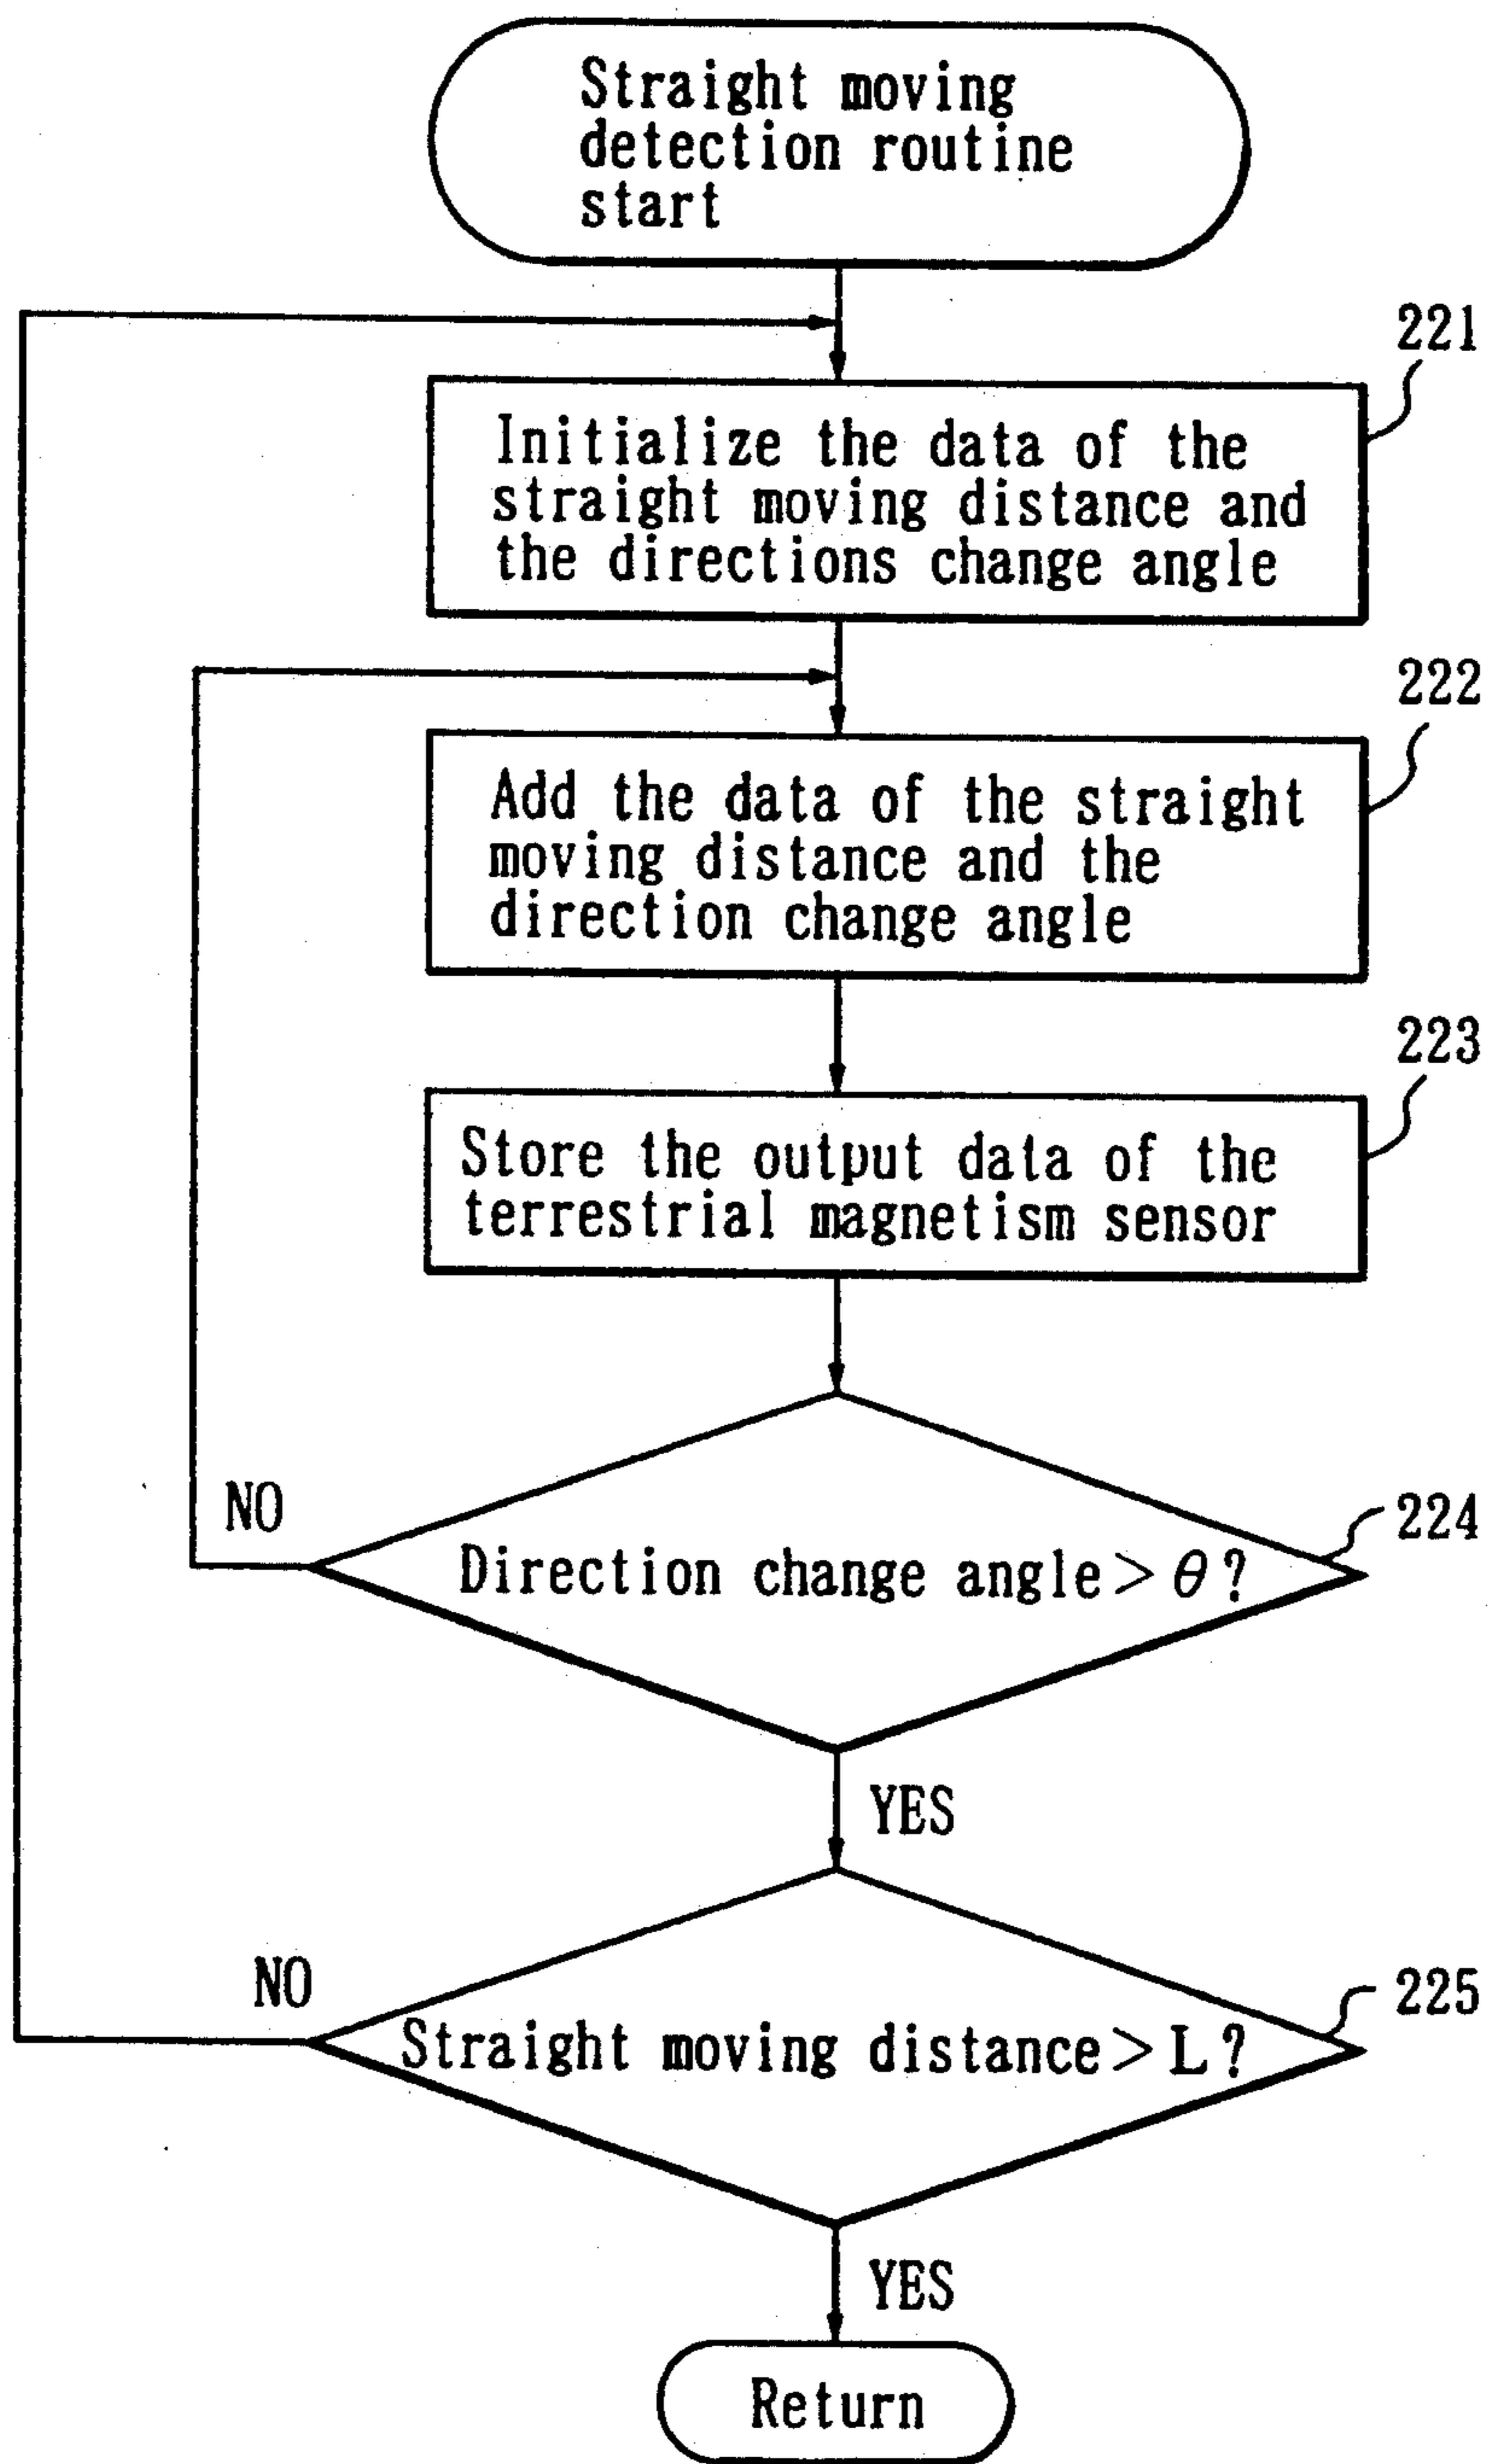 Straight moving
detection routine
start
221
Initialize the data of the
straight moving distance and
the directions change angle
222
Add the data of the straight
moving distance and the
direction change angle
223
Store the output data of the
terrestrial magnetism sensor
224
NO
Direction change angle > θ ?
YES
225
NO
Straight moving distance > L ?
YES
Return